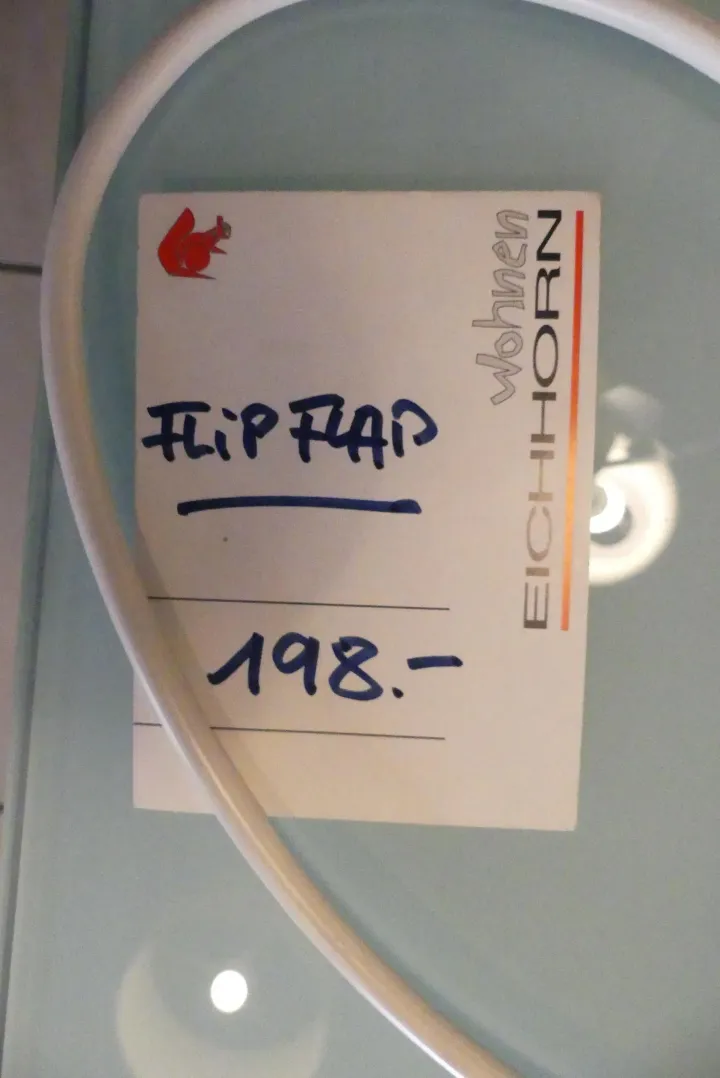 Wohnen
EICHHORN
FLiP FLAP
198.-